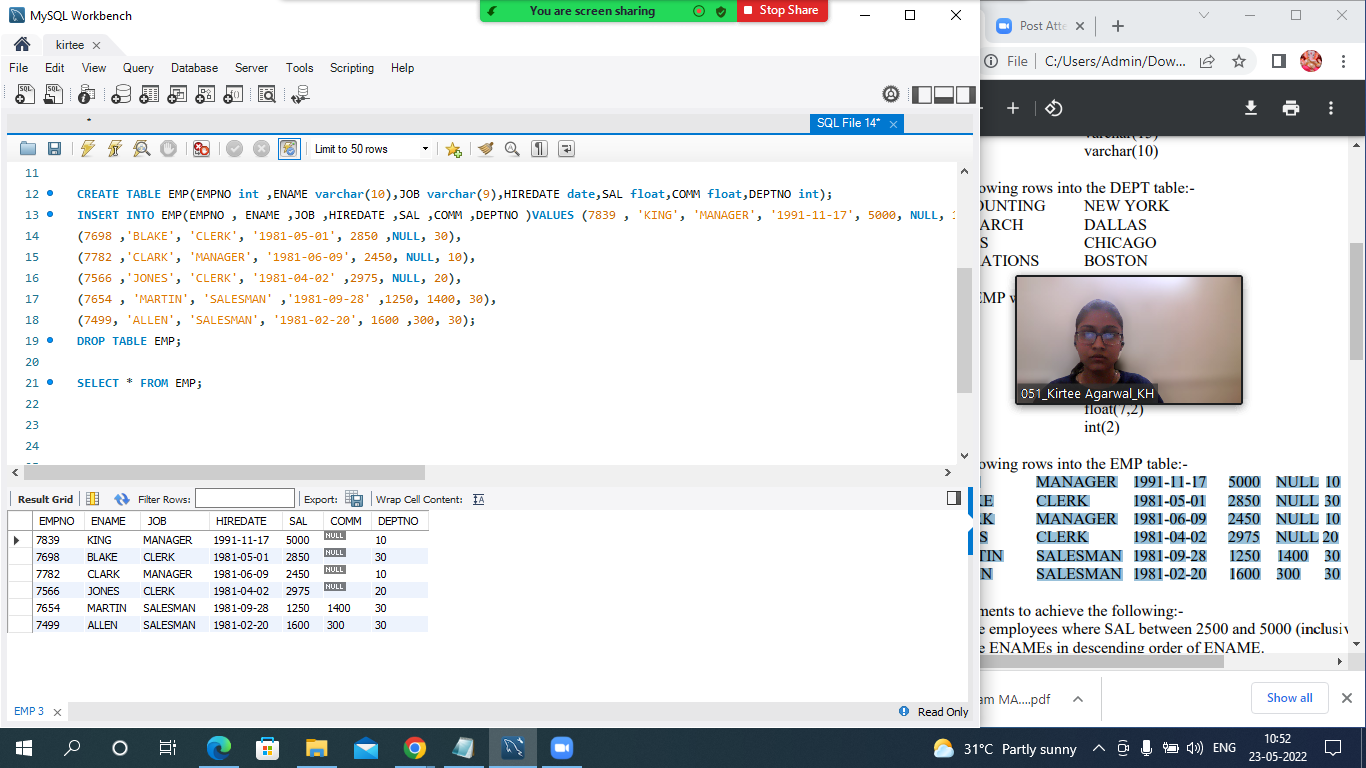 MySQL Workbench
You are screen sharing
Stop Share
kirtee
File Edit View Query Database Server Tools Scripting Help
SQL File 14*
Limit to 50 rows
11
12 CREATE TABLE EMP(EMPNO int ,ENAME varchar(10),JOB varchar(9),HIREDATE date,SAL float,COMM float,DEPTNO int);
13 INSERT INTO EMP(EMPNO , ENAME ,JOB ,HIREDATE ,SAL ,COMM ,DEPTNO )VALUES (7839 , 'KING', 'MANAGER', '1991-11-17', 5000, NULL,
14 (7698 ,'BLAKE', 'CLERK', '1981-05-01', 2850 ,NULL, 30),
15 (7782 ,'CLARK', 'MANAGER', '1981-06-09', 2450, NULL, 10),
16 (7566 ,'JONES', 'CLERK', '1981-04-02' ,2975, NULL, 20),
17 (7654 , 'MARTIN', 'SALESMAN' ,'1981-09-28' ,1250, 1400, 30),
18 (7499, 'ALLEN', 'SALESMAN', '1981-02-20', 1600 ,300, 30);
19 DROP TABLE EMP;
20
21 SELECT * FROM EMP;
22
23
24
Result Grid Filter Rows: Export: Wrap Cell Content:
EMPNO ENAME JOB HIREDATE SAL COMM DEPTNO
7839 KING MANAGER 1991-11-17 5000 NULL 10
7698 BLAKE CLERK 1981-05-01 2850 NULL 30
7782 CLARK MANAGER 1981-06-09 2450 NULL 10
7566 JONES CLERK 1981-04-02 2975 NULL 20
7654 MARTIN SALESMAN 1981-09-28 1250 1400 30
7499 ALLEN SALESMAN 1981-02-20 1600 300 30
EMP 3
Read Only
Post Atte
File C:/Users/Admin/Dow...
varchar(10)
owing rows into the DEPT table:-
OUNTING NEW YORK
ARCH DALLAS
S CHICAGO
ATIONS BOSTON
EMP
051_Kirtee Agarwal_KH
float(7,2)
int(2)
owing rows into the EMP table:-
MANAGER 1991-11-17 5000 NULL 10
KE CLERK 1981-05-01 2850 NULL 30
RK MANAGER 1981-06-09 2450 NULL 10
S CLERK 1981-04-02 2975 NULL 20
TIN SALESMAN 1981-09-28 1250 1400 30
N SALESMAN 1981-02-20 1600 300 30
ments to achieve the following:-
e employees where SAL between 2500 and 5000 (inclusiv
e ENAMEs in descending order of ENAME.
am MA....pdf
Show all
31°C Partly sunny
ENG
10:52
23-05-2022